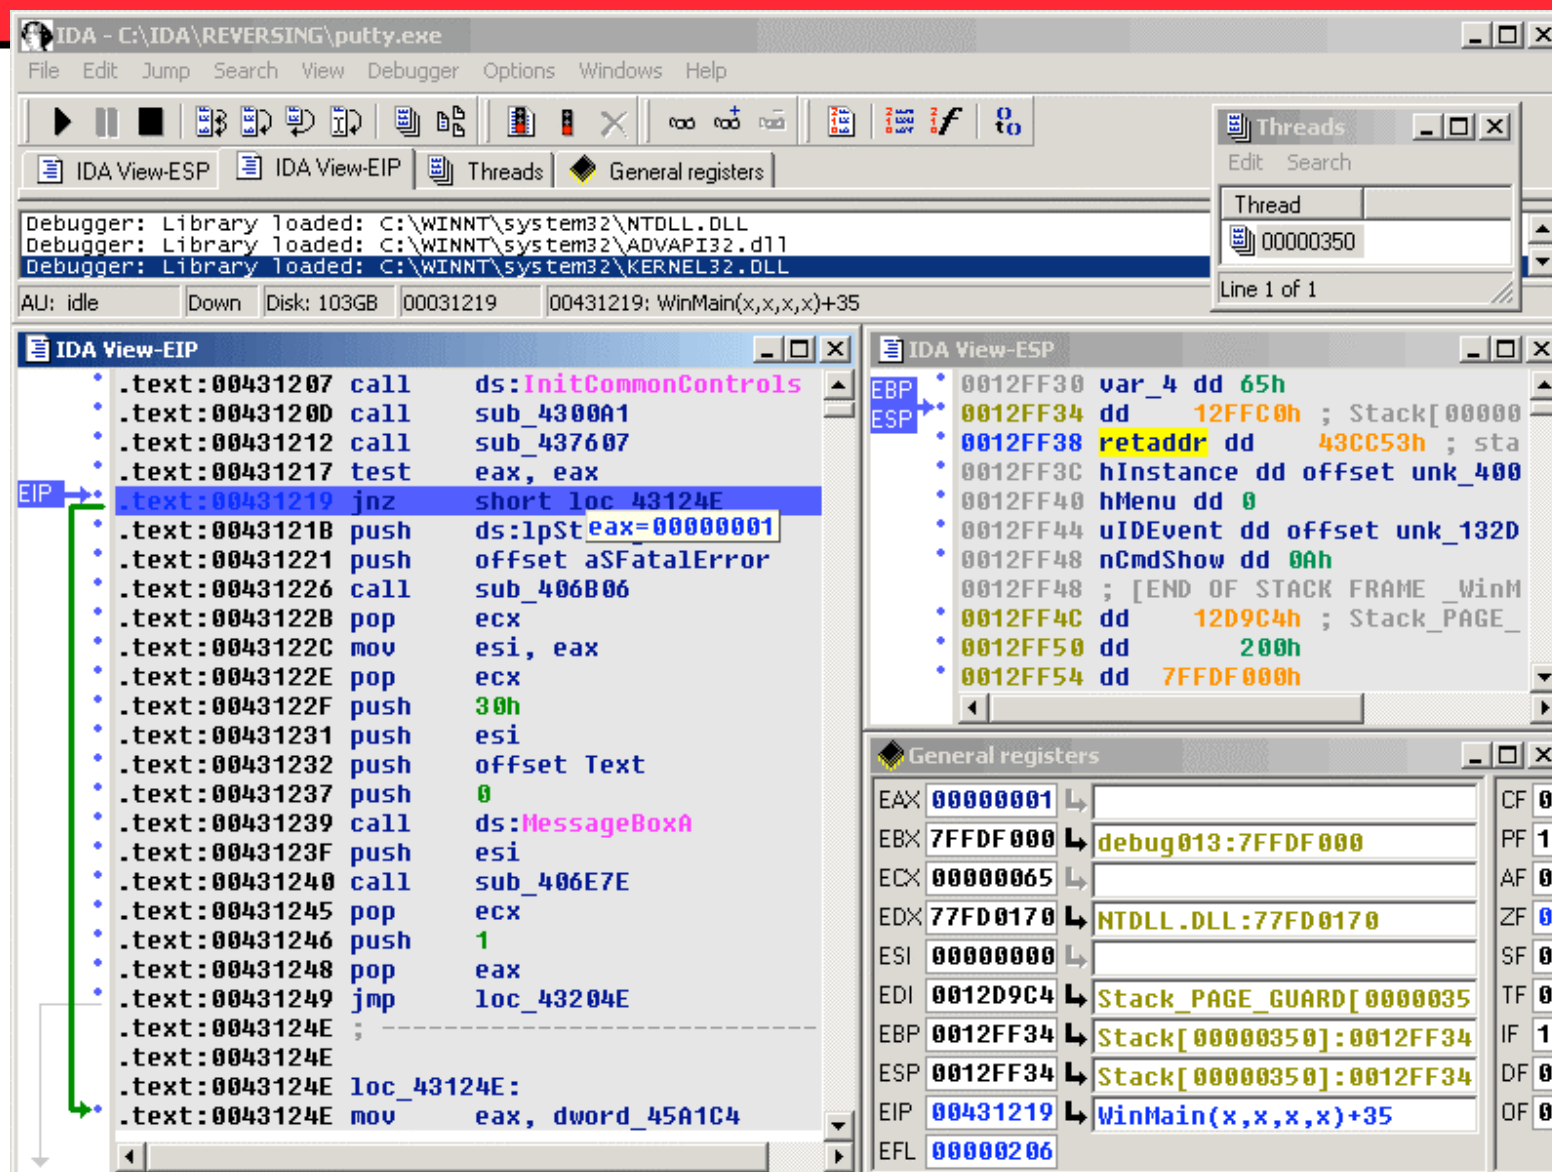 IDA - C:\IDA\REVERSING\putty.exe
File Edit Jump Search View Debugger Options Windows Help
IDA View-ESP IDA View-EIP Threads General registers
Debugger: Library loaded: C:\WINNT\system32\NTDLL.DLL
Debugger: Library loaded: C:\WINNT\system32\ADVAPI32.dll
Debugger: Library loaded: C:\WINNT\system32\KERNEL32.DLL
AU: idle Down Disk: 103GB 00031219 00431219: WinMain(x,x,x,x)+35
Threads
Edit Search
Thread
00000350
Line 1 of 1
IDA View-EIP
.text:00431207 call ds:InitCommonControls
.text:0043120D call sub_4300A1
.text:00431212 call sub_437607
.text:00431217 test eax, eax
EIP .text:00431219 jnz short loc_43124E
.text:0043121B push ds:lpSt
eax=00000001
.text:00431221 push offset aSFatalError
.text:00431226 call sub_406B06
.text:0043122B pop ecx
.text:0043122C mov esi, eax
.text:0043122E pop ecx
.text:0043122F push 30h
.text:00431231 push esi
.text:00431232 push offset Text
.text:00431237 push 0
.text:00431239 call ds:MessageBoxA
.text:0043123F push esi
.text:00431240 call sub_406E7E
.text:00431245 pop ecx
.text:00431246 push 1
.text:00431248 pop eax
.text:00431249 jmp loc_43204E
.text:0043124E ; ----------------------------
.text:0043124E
.text:0043124E loc_43124E:
.text:0043124E mov eax, dword_45A1C4
IDA View-ESP
EBP 0012FF30 var_4 dd 65h
ESP 0012FF34 dd 12FFC0h ; Stack[00000
0012FF38 retaddr dd 43CC53h ; sta
0012FF3C hInstance dd offset unk_400
0012FF40 hMenu dd 0
0012FF44 uIDEvent dd offset unk_132D
0012FF48 nCmdShow dd 0Ah
0012FF48 ; [END OF STACK FRAME _WinM
0012FF4C dd 12D9C4h ; Stack_PAGE_
0012FF50 dd 200h
0012FF54 dd 7FFDF000h
General registers
EAX 00000001
EBX 7FFDF000 debug013:7FFDF000
ECX 00000065
EDX 77FD0170 NTDLL.DLL:77FD0170
ESI 00000000
EDI 0012D9C4 Stack_PAGE_GUARD[0000035
EBP 0012FF34 Stack[00000350]:0012FF34
ESP 0012FF34 Stack[00000350]:0012FF34
EIP 00431219 WinMain(x,x,x,x)+35
EFL 00000206
CF 0
PF 1
AF 0
ZF 0
SF 0
TF 0
IF 1
DF 0
OF 0